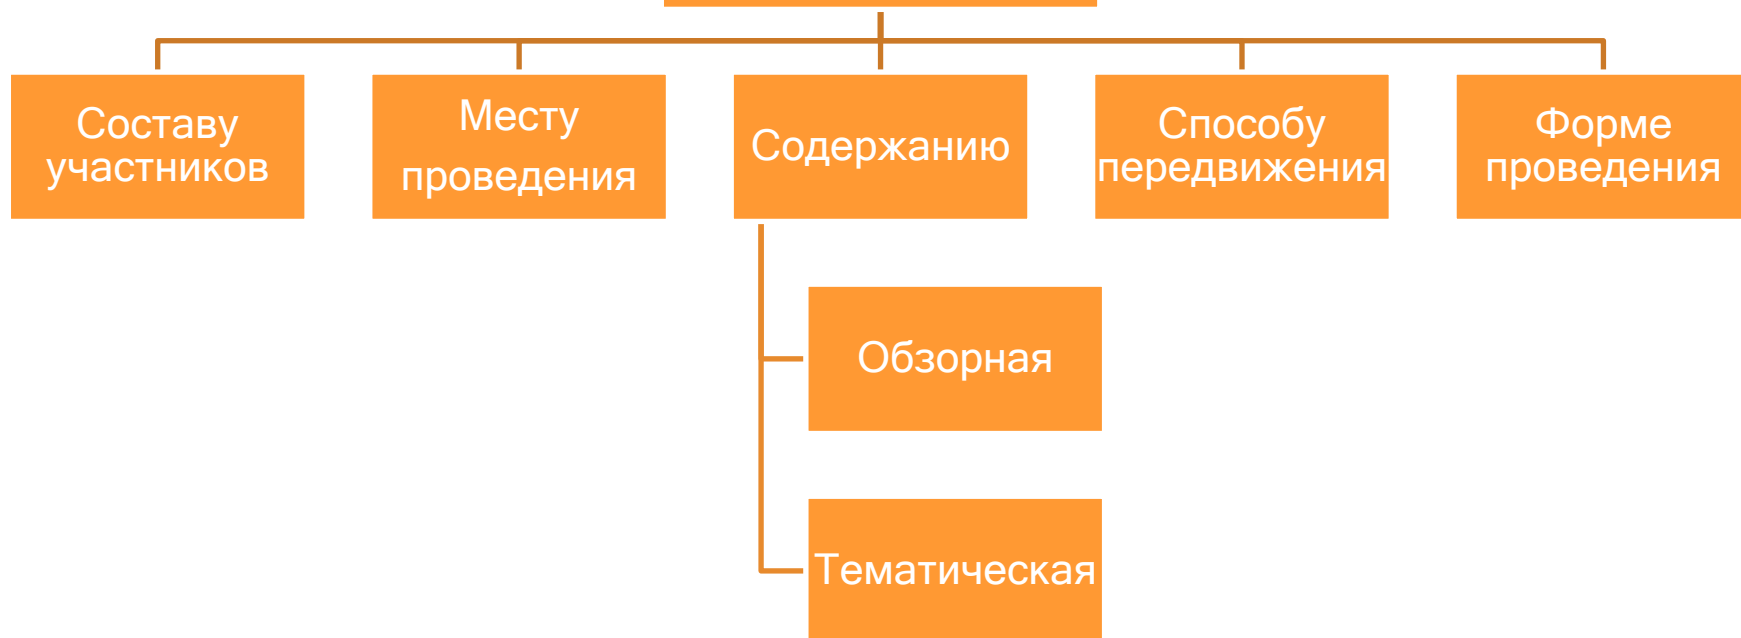 Составу
участников
Месту
проведения
Содержанию
Способу
передвижения
Форме
проведения
Обзорная
Тематическая